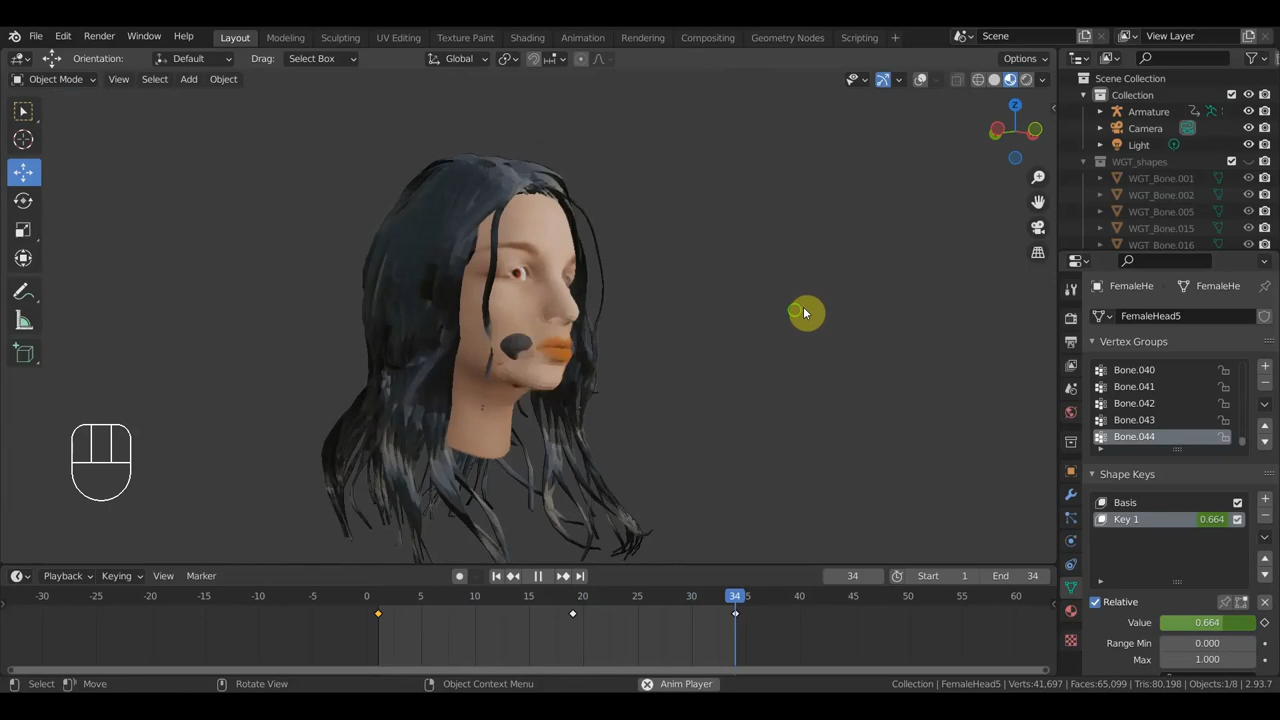 File Edit Render Window Help Layout Modeling Sculpting UV Editing Texture Paint Shading Animation Rendering Compositing Geometry Nodes Scripting + Scene View Layer
Orientation: Default Drag: Select Box Global Options
Object Mode View Select Add Object
Scene Collection
Collection
Armature
Camera
Light
WGT_shapes
WGT_Bone.001
WGT_Bone.002
WGT_Bone.005
WGT_Bone.015
WGT_Bone.016
FemaleHe FemaleHe
FemaleHead5
Vertex Groups
Bone.040
Bone.041
Bone.042
Bone.043
Bone.044
Shape Keys
Basis
Key 1 0.664
Relative
Value 0.664
Range Min 0.000
Max 1.000
Z
Playback Keying View Marker 34 Start 1 End 34
-30 -25 -20 -15 -10 -5 0 5 10 15 20 25 30 34 5 40 45 50 55 60
Select Move Rotate View Object Context Menu Anim Player Collection | FemaleHead5 | Verts:41,697 | Faces:65,099 | Tris:80,198 | Objects:1/8 | 2.93.7